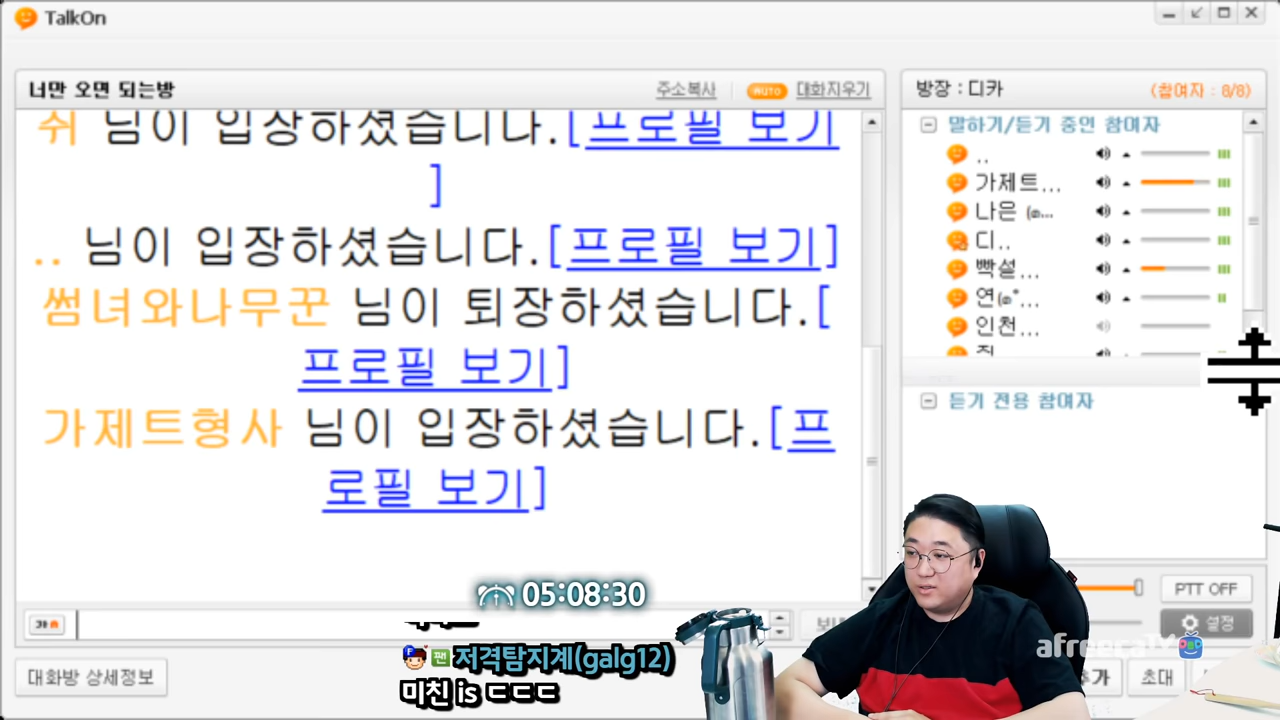 TalkOn
너만 오면 되는방
주소복사
AUTO
대화지우기
방장 : 디카
(참여자 : 8/8)
쥐 님이 입장하셨습니다.[프로필 보기
]
.. 님이 입장하셨습니다.[프로필 보기]
썸녀와나무꾼 님이 퇴장하셨습니다.[
프로필 보기]
가제트형사 님이 입장하셨습니다.[프
로필 보기]
말하기/듣기 중인 참여자
..
가제트...
나은
디..
빡설...
연
인천...
듣기 전용 참여자
05:08:30
PTT OFF
설정
가
저격탐지계(galg12)
미친 is ㄷㄷㄷ
afreecaTV
대화방 상세정보
초대